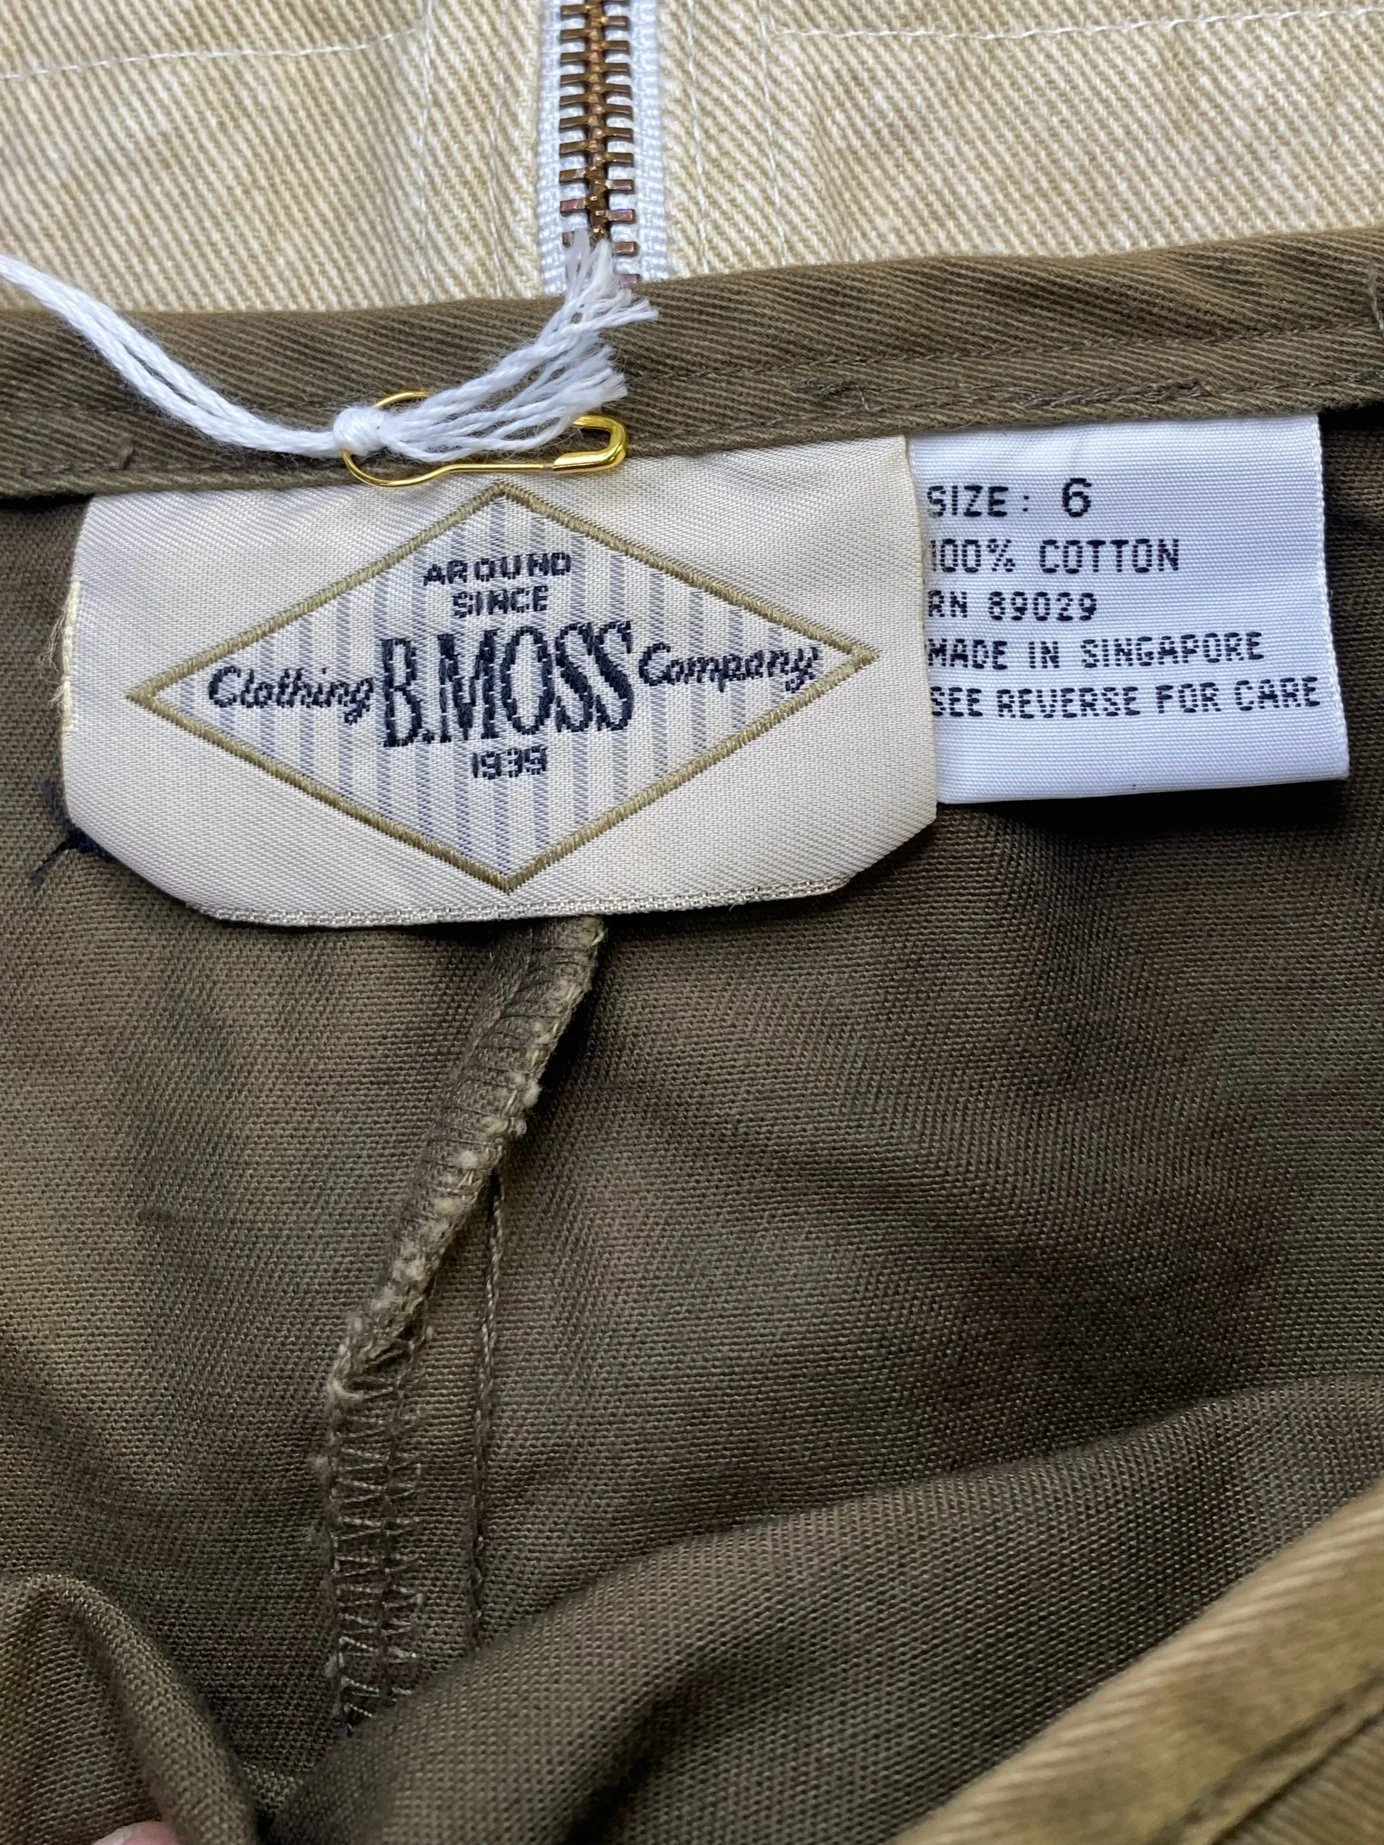 AROUND
SINCE
Clothing B.MOSS Company
1939
SIZE: 6
100% COTTON
RN 89029
MADE IN SINGAPORE
SEE REVERSE FOR CARE